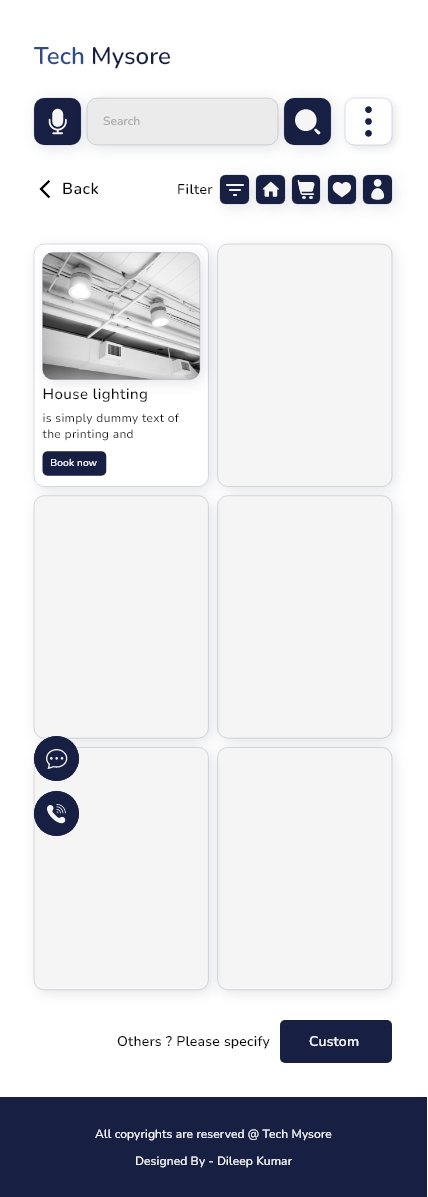 Tech Mysore
Search
Back
Filter
House lighting
is simply dummy text of
the printing and
Book now
Others ? Please specify
Custom
All copyrights are reserved @ Tech Mysore
Designed By - Dileep Kumar